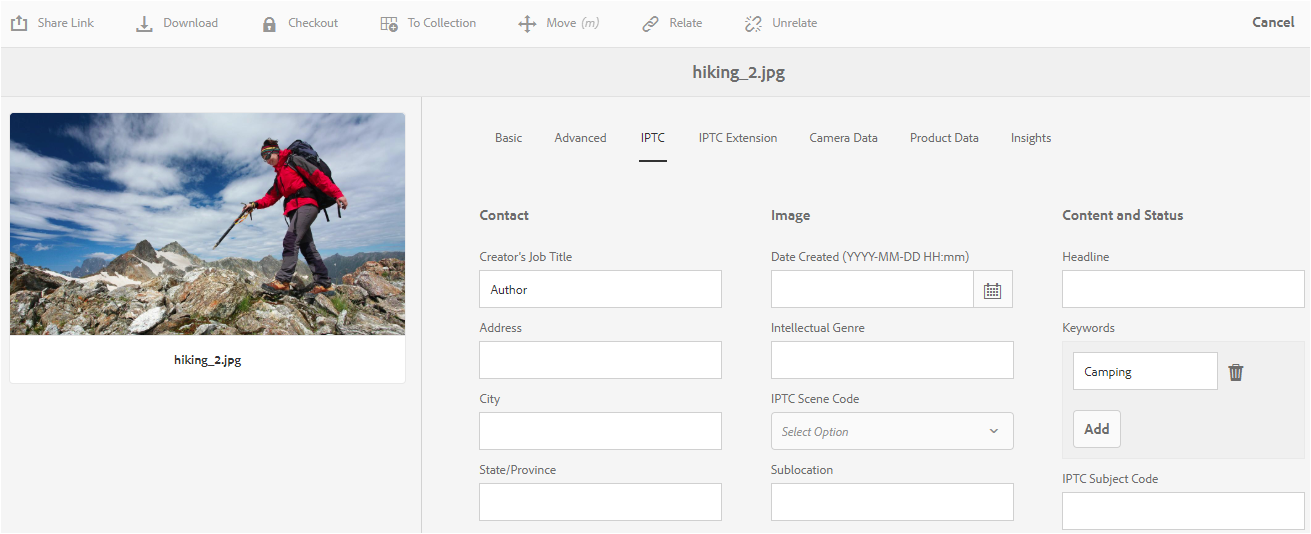 Share Link Download Checkout To Collection Move (m) Relate Unrelate Cancel
hiking_2.jpg
hiking_2.jpg
Basic Advanced IPTC IPTC Extension Camera Data Product Data Insights
Contact
Creator's Job Title
Author
Address
City
State/Province
Image
Date Created (YYYY-MM-DD HH:mm)
Intellectual Genre
IPTC Scene Code
Select Option
Sublocation
Content and Status
Headline
Keywords
Camping
Add
IPTC Subject Code